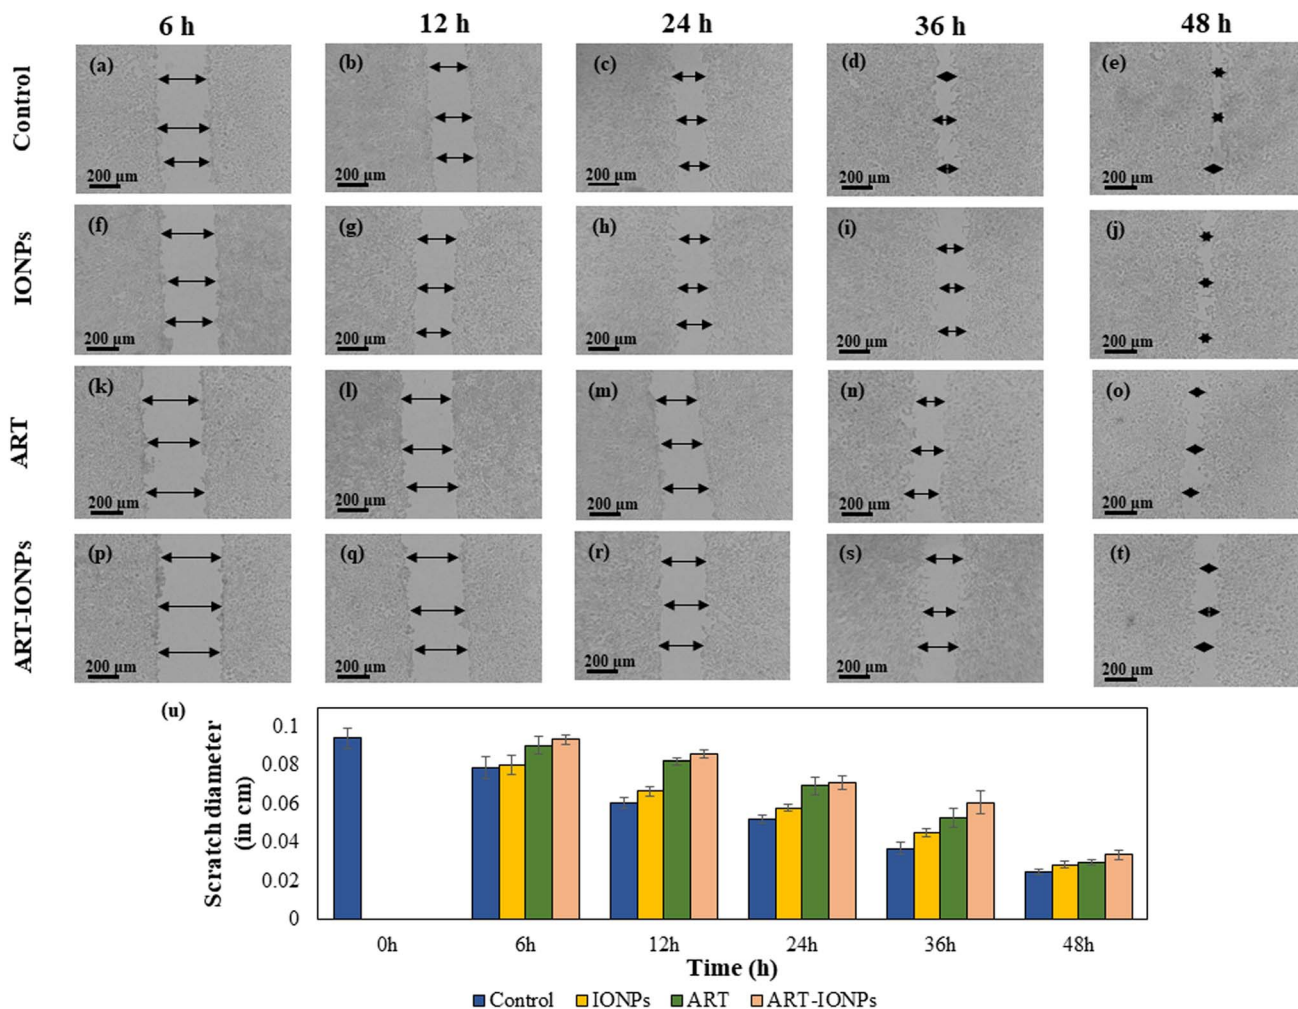 6 h 12 h 24 h 36 h 48 h
Control
(a) (b) (c) (d) (e)
200 µm 200 µm 200 µm 200 µm 200 µm
IONPs
(f) (g) (h) (i) (j)
200 µm 200 µm 200 µm 200 µm 200 µm
ART
(k) (l) (m) (n) (o)
200 µm 200 µm 200 µm 200 µm 200 µm
ART-IONPs
(p) (q) (r) (s) (t)
200 µm 200 µm 200 µm 200 µm 200 µm
(u)
Scratch diameter
(in cm)
0.1
0.08
0.06
0.04
0.02
0
0h 6h 12h 24h 36h 48h
Time (h)
Control IONPs ART ART-IONPs